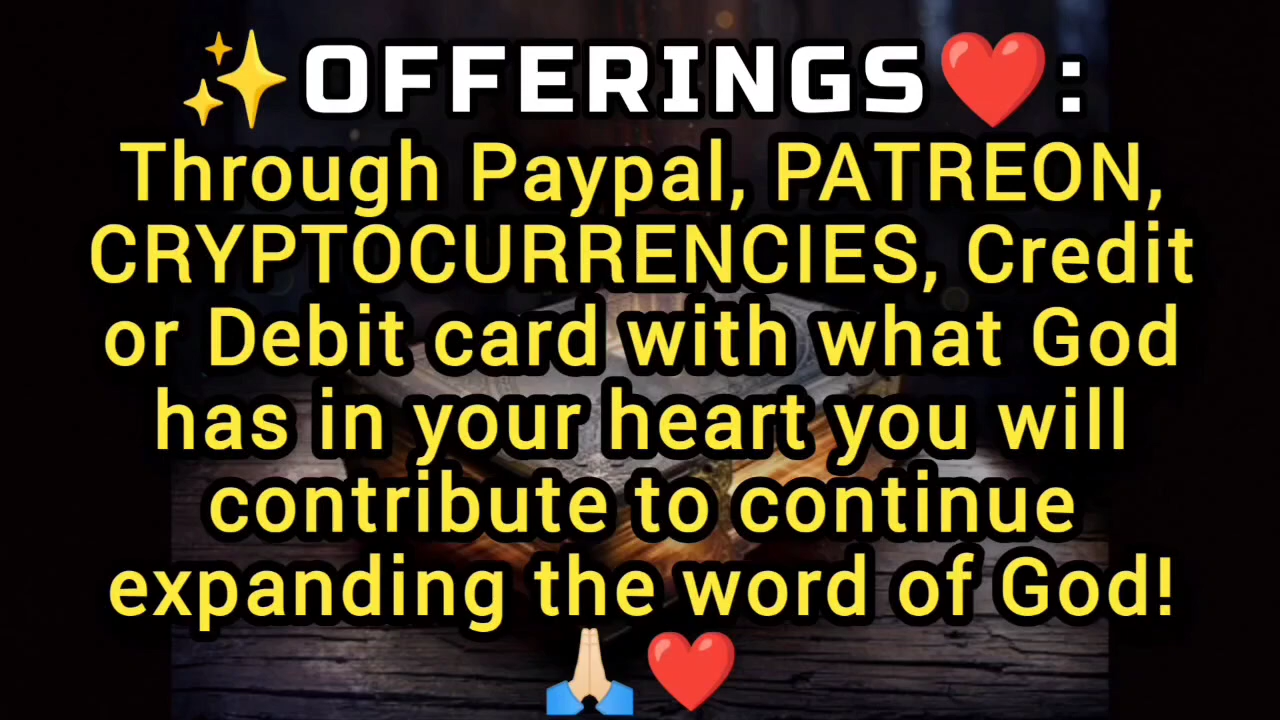 ✨OFFERINGS❤️:
Through Paypal, PATREON,
CRYPTOCURRENCIES, Credit
or Debit card with what God
has in your heart you will
contribute to continue
expanding the word of God!
🙏🏻❤️